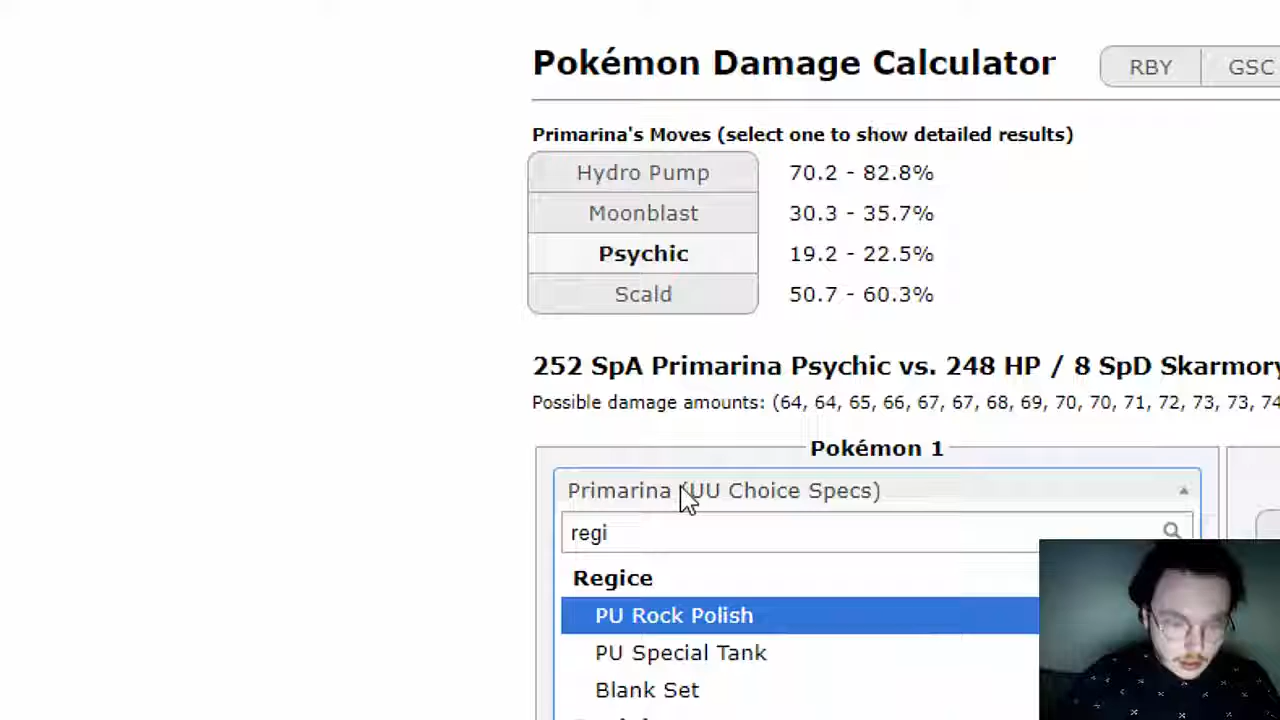 Pokémon Damage Calculator
RBY
GSC
Primarina's Moves (select one to show detailed results)
Hydro Pump 70.2 - 82.8%
Moonblast 30.3 - 35.7%
Psychic 19.2 - 22.5%
Scald 50.7 - 60.3%
252 SpA Primarina Psychic vs. 248 HP / 8 SpD Skarmory
Possible damage amounts: (64, 64, 65, 66, 67, 67, 68, 69, 70, 70, 71, 72, 73, 73, 74
Pokémon 1
Primarina (UU Choice Specs)
regi
Regice
PU Rock Polish
PU Special Tank
Blank Set